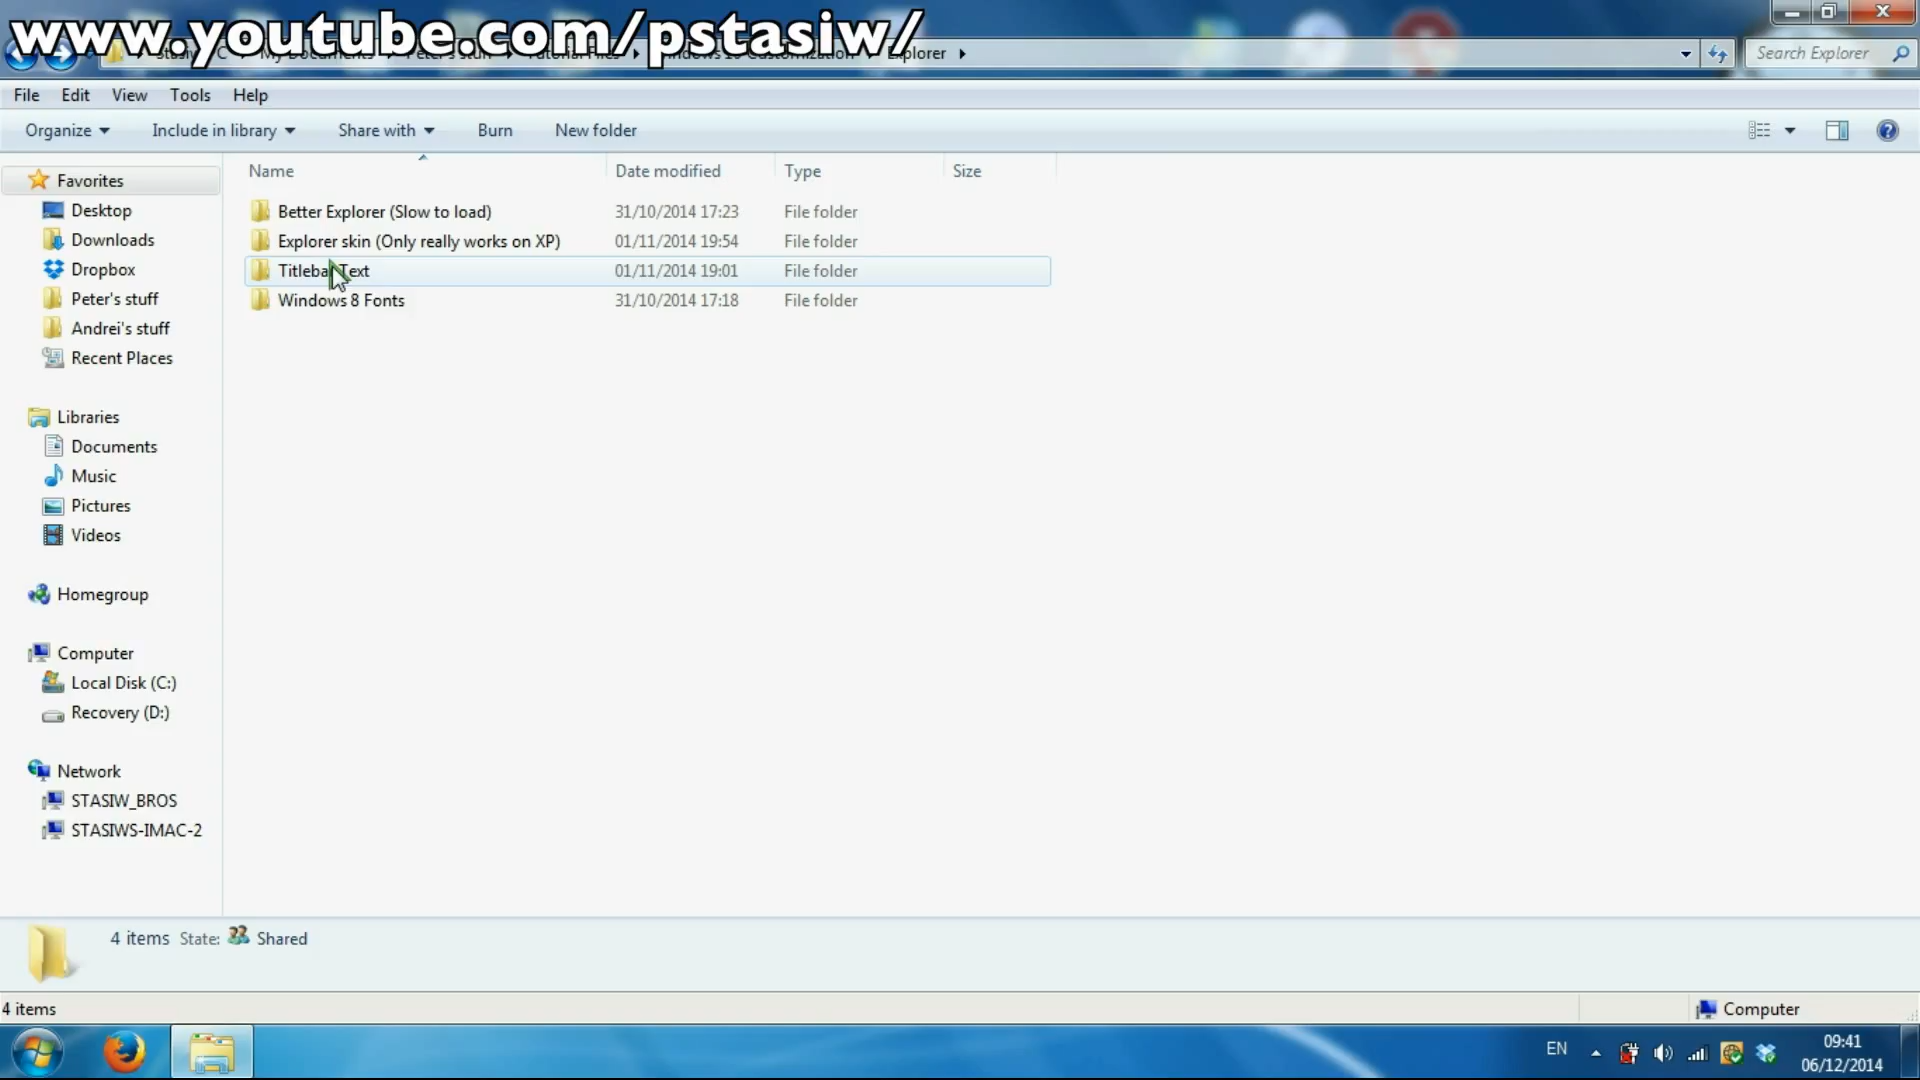 www.youtube.com/pstasiw/
Explorer
Search Explorer
File Edit View Tools Help
Organize Include in library Share with Burn New folder
Name Date modified Type Size
Better Explorer (Slow to load) 31/10/2014 17:23 File folder
Explorer skin (Only really works on XP) 01/11/2014 19:54 File folder
Text 01/11/2014 19:01 File folder
Windows 8 Fonts 31/10/2014 17:18 File folder
Favorites
Desktop
Downloads
Dropbox
Peter's stuff
Andrei's stuff
Recent Places
Libraries
Documents
Music
Pictures
Videos
Homegroup
Computer
Local Disk (C:)
Recovery (D:)
Network
STASIW_BROS
STASIWS-IMAC-2
4 items State: Shared
4 items
Computer
EN
09:41
06/12/2014